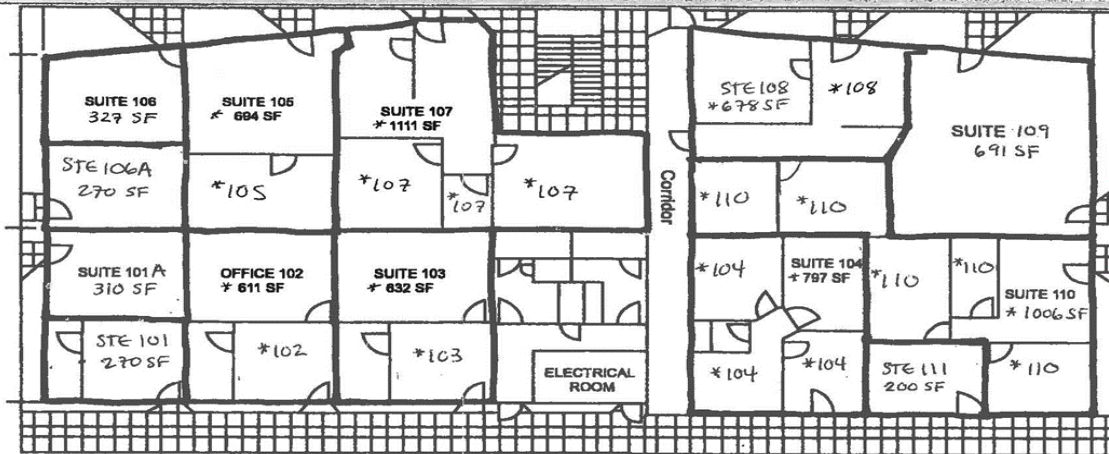 SUITE 106
327 SF
SUITE 105
* 694 SF
SUITE 107
* 1111 SF
STE 108
* 678 SF
*108
SUITE 109
691 SF
STE 106A
270 SF
*105
*107
*107
*107
Corridor
*110
*110
SUITE 101A
310 SF
OFFICE 102
* 611 SF
SUITE 103
* 632 SF
*104
SUITE 104
* 797 SF
*110
*110
SUITE 110
* 1006 SF
STE 101
270 SF
*102
*103
ELECTRICAL
ROOM
*104
*104
STE 111
200 SF
*110